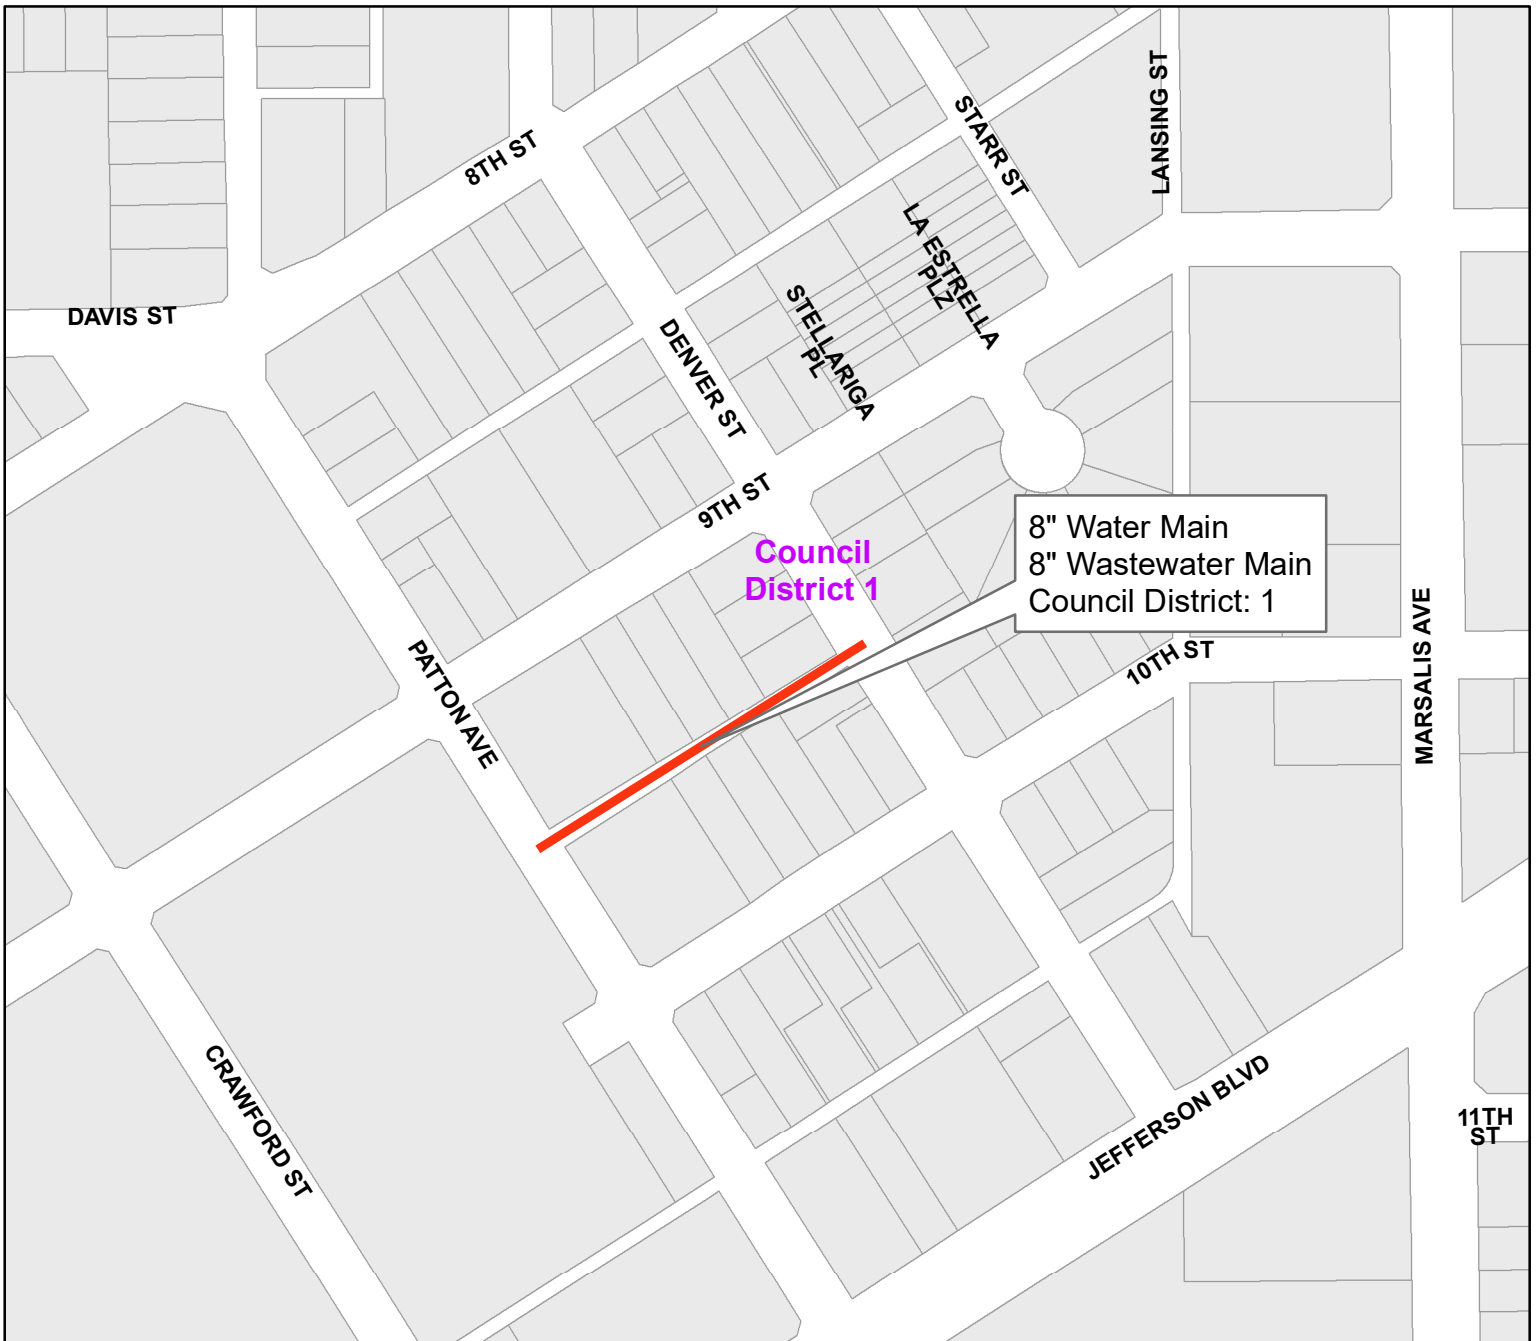 LANSING ST
STARR ST
8TH ST
LA ESTRELLA
PLZ
STELLARIGA
PL
DAVIS ST
DENVER ST
9TH ST
8" Water Main
8" Wastewater Main
Council District: 1
Council
District 1
MARSALIS AVE
10TH ST
PATTON AVE
CRAWFORD ST
JEFFERSON BLVD
11TH
ST